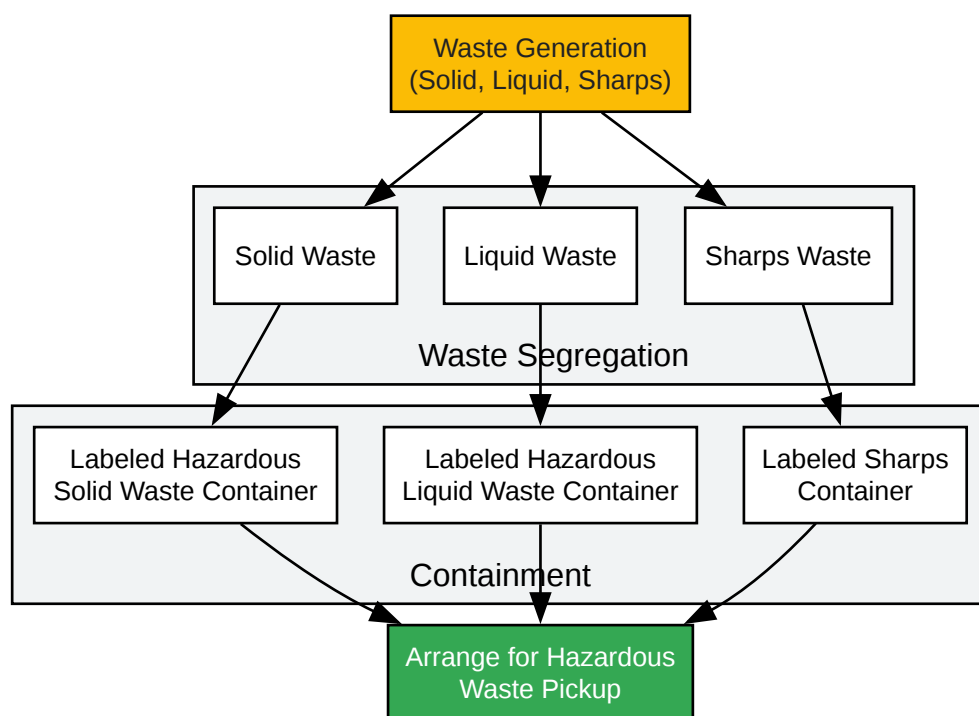 Waste Generation
(Solid, Liquid, Sharps)
Solid Waste
Liquid Waste
Sharps Waste
Waste Segregation
Labeled Hazardous
Solid Waste Container
Labeled Hazardous
Liquid Waste Container
Labeled Sharps
Container
Containment
Arrange for Hazardous
Waste Pickup